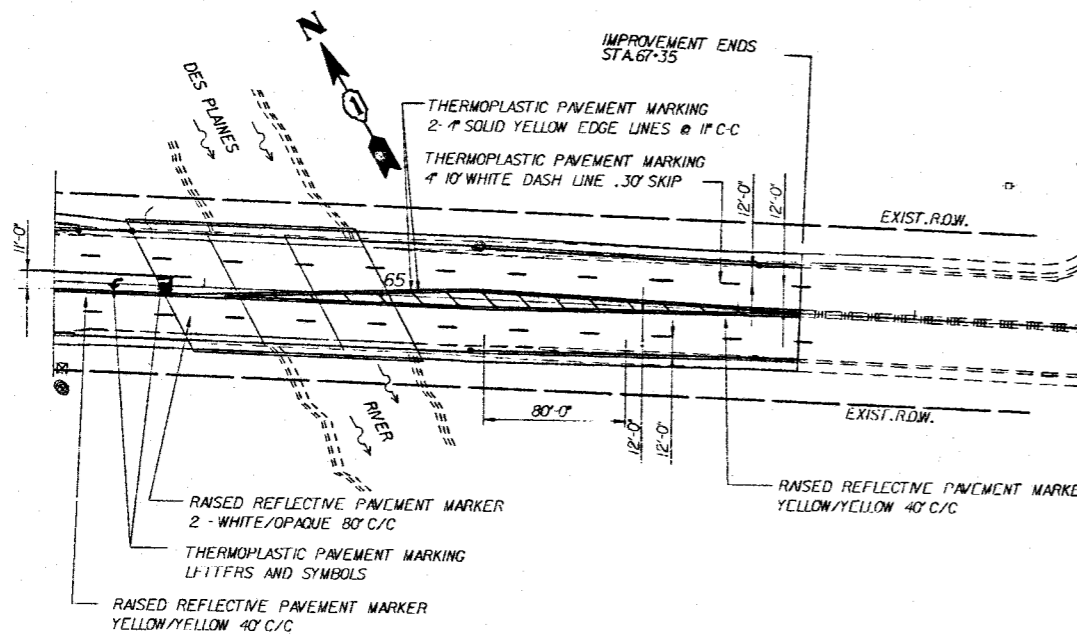 N
IMPROVEMENT ENDS
STA.67+35
DES PLAINES
THERMOPLASTIC PAVEMENT MARKING
2- 4" SOLID YELLOW EDGE LINES @ 11" C-C
THERMOPLASTIC PAVEMENT MARKING
4" 10' WHITE DASH LINE .30' SKIP
12'-0"
12'-0"
EXIST.R.O.W.
11'-0"
65
RIVER
80'-0"
12'-0"
12'-0"
EXIST.R.O.W.
RAISED REFLECTIVE PAVEMENT MARKE
YELLOW/YELLOW 40' C/C
RAISED REFLECTIVE PAVEMENT MARKER
2 - WHITE/OPAQUE 80' C/C
THERMOPLASTIC PAVEMENT MARKING
LETTERS AND SYMBOLS
RAISED REFLECTIVE PAVEMENT MARKER
YELLOW/YELLOW 40' C/C